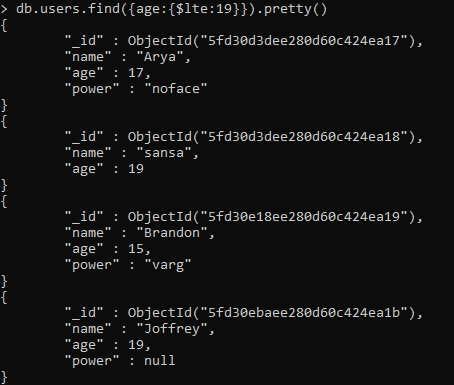 > db.users.find({age:{$lte:19}}).pretty()
{
        "_id" : ObjectId("5fd30d3dee280d60c424ea17"),
        "name" : "Arya",
        "age" : 17,
        "power" : "noface"
}
{
        "_id" : ObjectId("5fd30d3dee280d60c424ea18"),
        "name" : "sansa",
        "age" : 19
}
{
        "_id" : ObjectId("5fd30e18ee280d60c424ea19"),
        "name" : "Brandon",
        "age" : 15,
        "power" : "varg"
}
{
        "_id" : ObjectId("5fd30ebaee280d60c424ea1b"),
        "name" : "Joffrey",
        "age" : 19,
        "power" : null
}